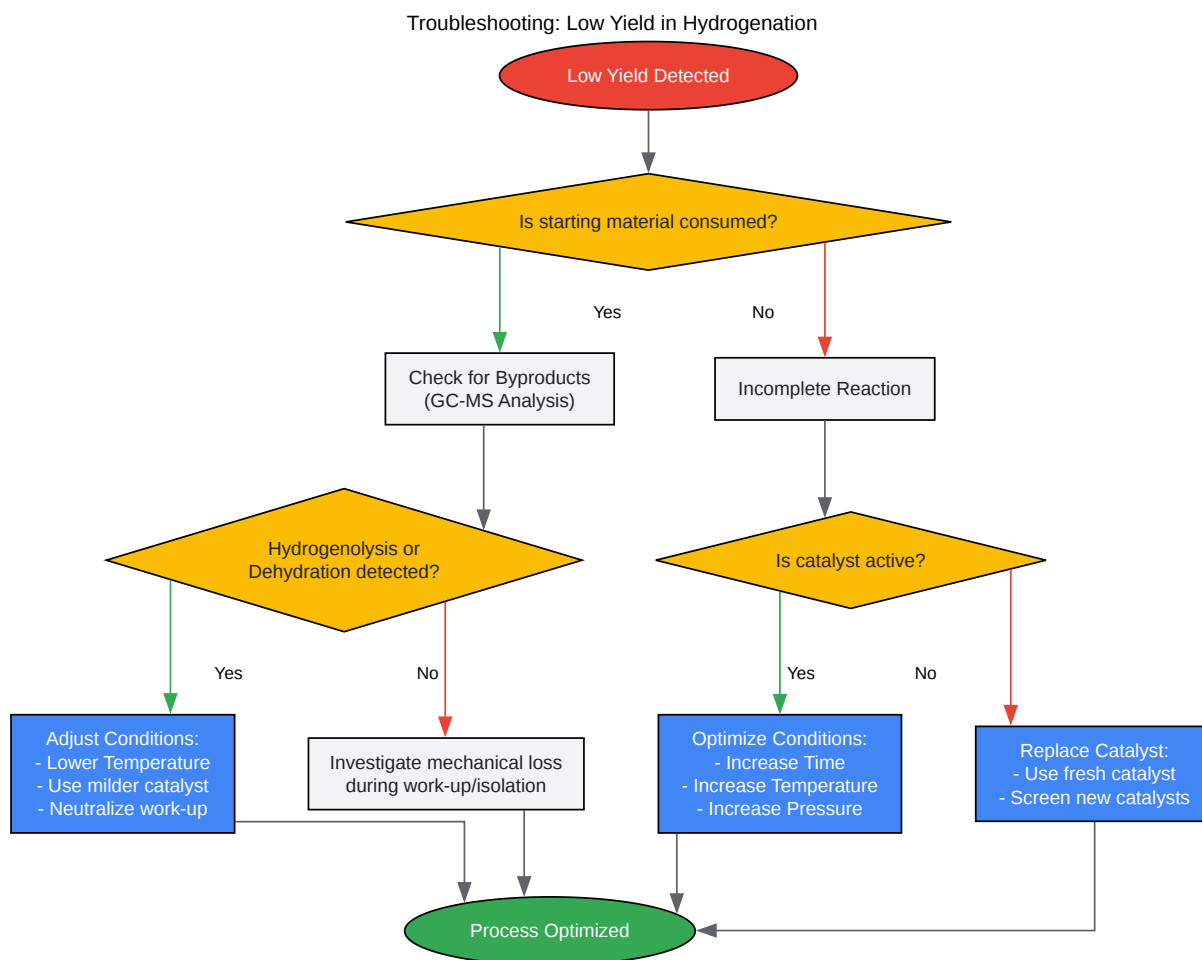 Troubleshooting: Low Yield in Hydrogenation
Low Yield Detected
Is starting material consumed?
Yes
No
Check for Byproducts
(GC-MS Analysis)
Incomplete Reaction
Hydrogenolysis or
Dehydration detected?
Is catalyst active?
Yes
No
Yes
No
Adjust Conditions:
- Lower Temperature
- Use milder catalyst
- Neutralize work-up
Investigate mechanical loss
during work-up/isolation
Optimize Conditions:
- Increase Time
- Increase Temperature
- Increase Pressure
Replace Catalyst:
- Use fresh catalyst
- Screen new catalysts
Process Optimized